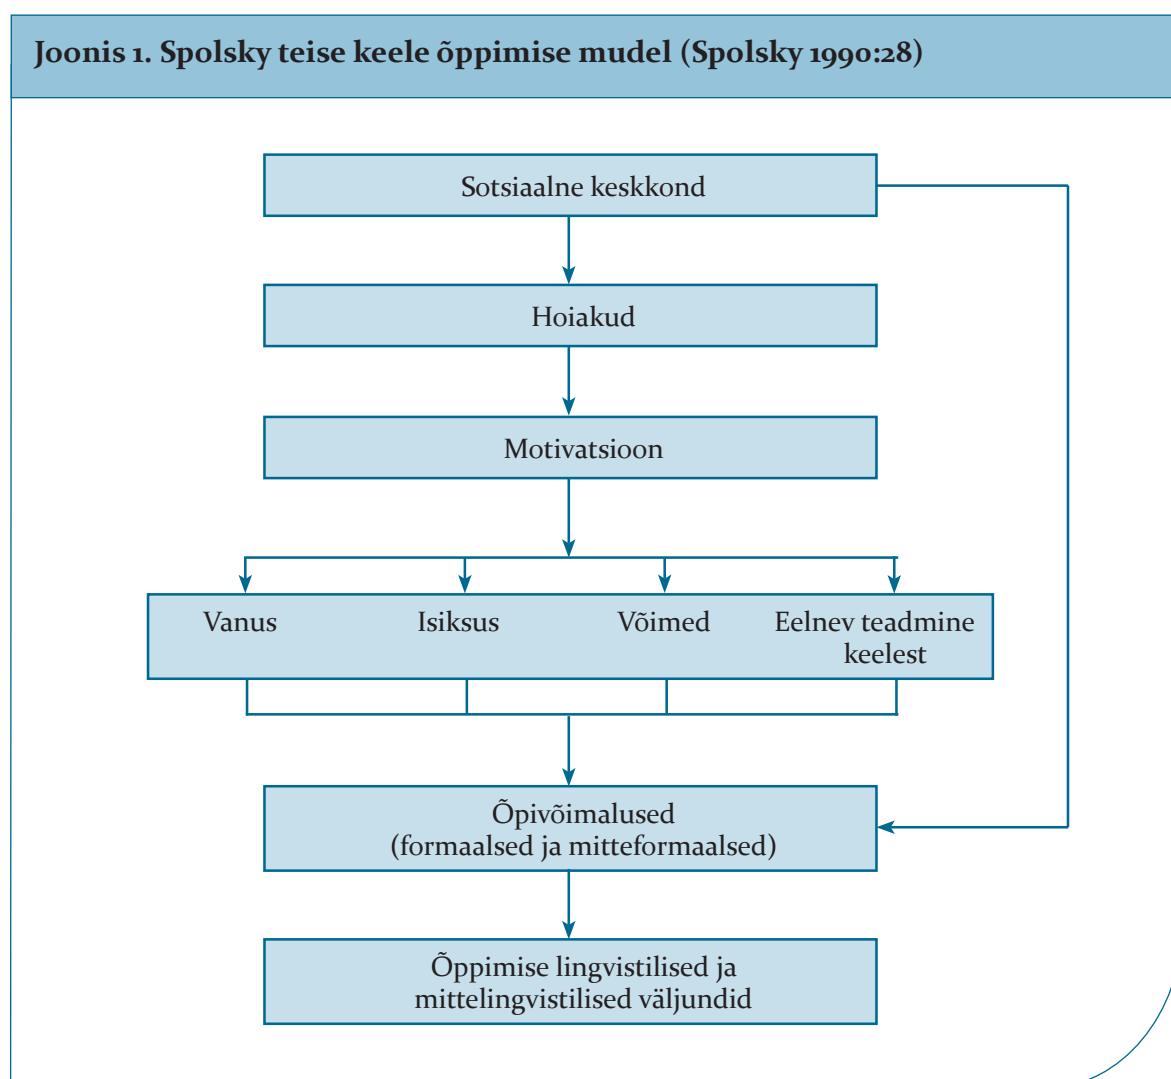 Joonis 1. Spolsky teise keele õppimise mudel (Spolsky 1990:28)
Sotsiaalne keskkond
Hoiakud
Motivatsioon
Vanus
Isiksus
Võimed
Eelnev teadmine
keelest
Õpivõimalused
(formaalsed ja mitteformaalsed)
Õppimise lingvistilised ja
mittelingvistilised väljundid